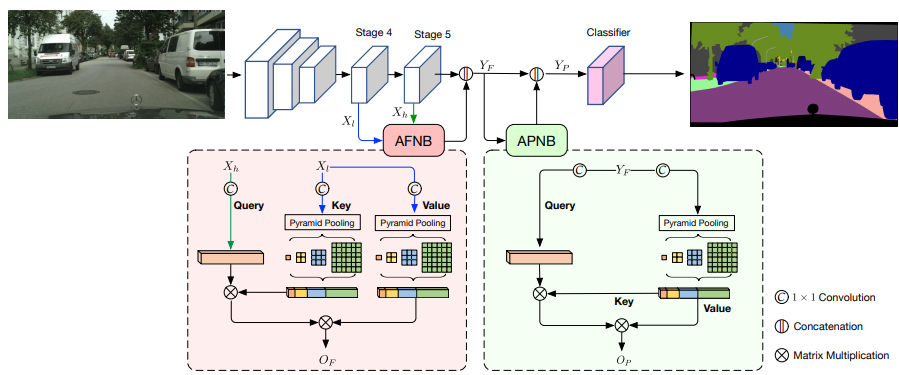 Stage 4
Stage 5
Classifier
Y_F
Y_P
X_l
X_h
AFNB
APNB
X_h
X_l
C
C
C
Query
Key
Value
Pyramid Pooling
Pyramid Pooling
O_F
C
Y_F
C
Query
Pyramid Pooling
Key
Value
O_P
C 1 × 1 Convolution
Concatenation
Matrix Multiplication